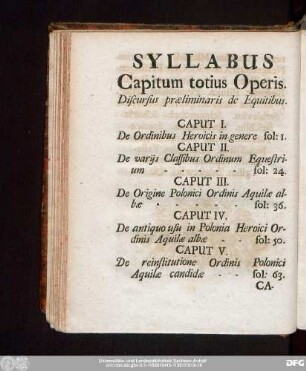 SYLLABUS
Capitum totius Operis.
Discursus præliminaris de Equitibus.
CAPUT I.
De Ordinibus Heroicis in genere fol: 1.
CAPUT II.
De varijs Classibus Ordinum Equestri-
um - - - - - fol: 24.
CAPUT III.
De Origine Polonici Ordinis Aquilæ al-
bæ - - - - - fol: 36.
CAPUT IV.
De antiquo usu in Polonia Heroici Or-
dinis Aquilæ albæ - - fol: 50.
CAPUT V.
De reinstitutione Ordinis Polonici
Aquilæ candidæ - - fol: 63.
CA-